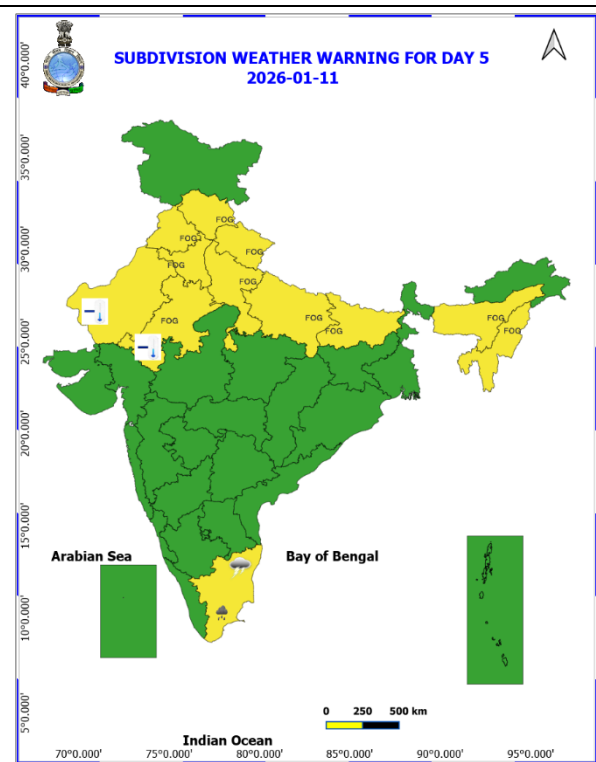 SUBDIVISION WEATHER WARNING FOR DAY 5
2026-01-11
40°0.000'
35°0.000'
30°0.000'
25°0.000'
20°0.000'
15°0.000'
10°0.000'
5°0.000'
FOG
FOG
FOG
FOG
FOG
FOG
FOG
FOG
FOG
FOG
Arabian Sea
Bay of Bengal
0 250 500 km
Indian Ocean
70°0.000' 75°0.000' 80°0.000' 85°0.000' 90°0.000' 95°0.000'